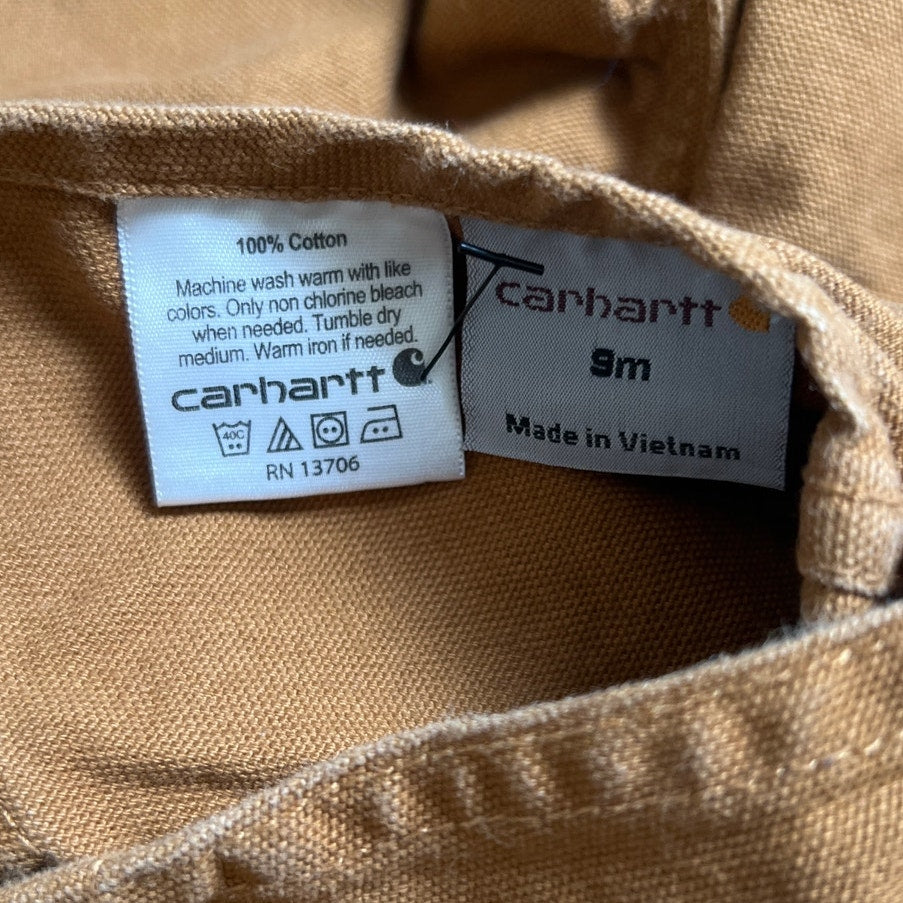 100% Cotton
Machine wash warm with like
colors. Only non chlorine bleach
when needed. Tumble dry
medium. Warm iron if needed.
carhartt
40C
RN 13706
carhartt
9m
Made in Vietnam